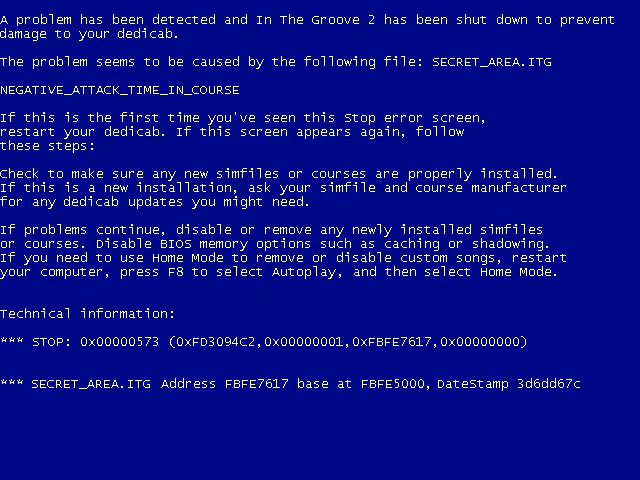 A problem has been detected and In The Groove 2 has been shut down to prevent
damage to your dedicab.
The problem seems to be caused by the following file: SECRET_AREA.ITG
NEGATIVE_ATTACK_TIME_IN_COURSE
If this is the first time you've seen this Stop error screen,
restart your dedicab. If this screen appears again, follow
these steps:
Check to make sure any new simfiles or courses are properly installed.
If this is a new installation, ask your simfile and course manufacturer
for any dedicab updates you might need.
If problems continue, disable or remove any newly installed simfiles
or courses. Disable BIOS memory options such as caching or shadowing.
If you need to use Home Mode to remove or disable custom songs, restart
your computer, press F8 to select Autoplay, and then select Home Mode.
Technical information:
*** STOP: 0x00000573 (0xFD3094C2,0x00000001,0xFBFE7617,0x00000000)
*** SECRET_AREA.ITG Address FBFE7617 base at FBFE5000, DateStamp 3d6dd67c